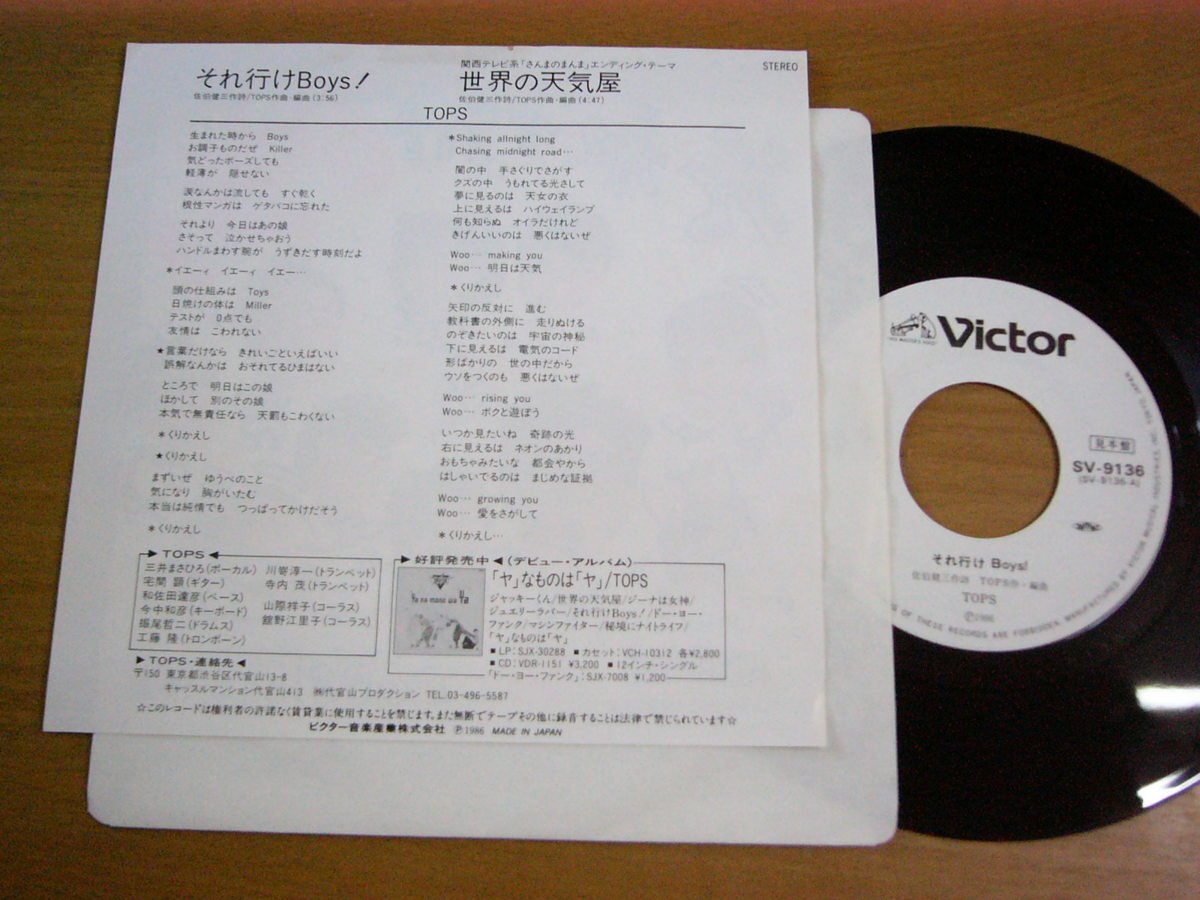 それ行けBoys!
佐伯健三作詩/TOPS作曲・編曲(3:56)
関西テレビ系「さんまのまんま」エンディング・テーマ
世界の天気屋
佐伯健三作詩/TOPS作曲・編曲(4:47)
STEREO
TOPS
生まれた時から Boys
お調子ものだぜ Killer
気どったポーズしても
軽薄が 隠せない
涙なんかは流しても すぐ乾く
根性マンガは ゲタバコに忘れた
それより 今日はあの娘
さそって 泣かせちゃおう
ハンドルまわす腕が うずきだす時刻だよ
*イエーィ イエーィ イエー…
頭の仕組みは Toys
日焼けの体は Miller
テストが 0点でも
友情は こわれない
★言葉だけなら きれいごといえばいい
誤解なんかは おそれてるひまはない
ところで 明日はこの娘
ほかして 別のその娘
本気で無責任なら 天罰もこわくない
*くりかえし
★くりかえし
まずいぜ ゆうべのこと
気になり 胸がいたむ
本当は純情でも つっぱってかけだそう
*くりかえし
*Shaking allnight long
Chasing midnight road…
闇の中 手さぐりでさがす
クズの中 うもれてる光さして
夢に見るのは 天女の衣
上に見えるは ハイウェイランプ
何も知らぬ オイラだけれど
きげんいいのは 悪くはないぜ
Woo… making you
Woo… 明日は天気
*くりかえし
矢印の反対に 進む
教科書の外側に 走りぬける
のぞきたいのは 宇宙の神秘
下に見えるは 電気のコード
形ばかりの 世の中だから
ウソをつくのも 悪くはないぜ
Woo… rising you
Woo… ボクと遊ぼう
いつか見たいね 奇跡の光
右に見えるは ネオンのあかり
おもちゃみたいな 都会やから
はしゃいでるのは まじめな証拠
Woo… growing you
Woo… 愛をさがして
*くりかえし…
▶TOPS◀
三井まさひろ(ボーカル) 川嵜淳一(トランペット)
宅間 顕(ギター) 寺内 茂(トランペット)
和佐田達彦(ベース)
今中和彦(キーボード) 山際祥子(コーラス)
堀尾哲二(ドラムス) 舘野江里子(コーラス)
工藤 隆(トロンボーン)
▶TOPS・連絡先◀
〒150 東京都渋谷区代官山13-8
キャッスルマンション代官山413 ㈱代官山プロダクション TEL.03-496-5587
▶好評発売中◀(デビュー・アルバム)
「ヤ」なものは「ヤ」/TOPS
ジャッキーくん/世界の天気屋/ジーナは女神/
ジュエリーラバー/それ行けBoys!/ドー・ヨー・
ファンク/マシンファイター/秘境にナイトライフ/
「ヤ」なものは「ヤ」
■LP:SJX-30288 ■カセット:VCH-10312 各¥2,800
■CD:VDR-1151 ¥3,200 ■12インチ・シングル
「ドー・ヨー・ファンク」:SJX-7008 ¥1,200
Ya na mono wa Ya
☆このレコードは権利者の許諾なく賃貸業に使用することを禁じます。また無断でテープその他に録音することは法律で禁じられています☆
ビクター音楽産業株式会社 Ⓟ1986 MADE IN JAPAN
Victor
見本盤
SV-9136
(SV-9136-A)
それ行け Boys!
佐伯健三作詩 TOPS作・編曲
TOPS
Ⓟ1986